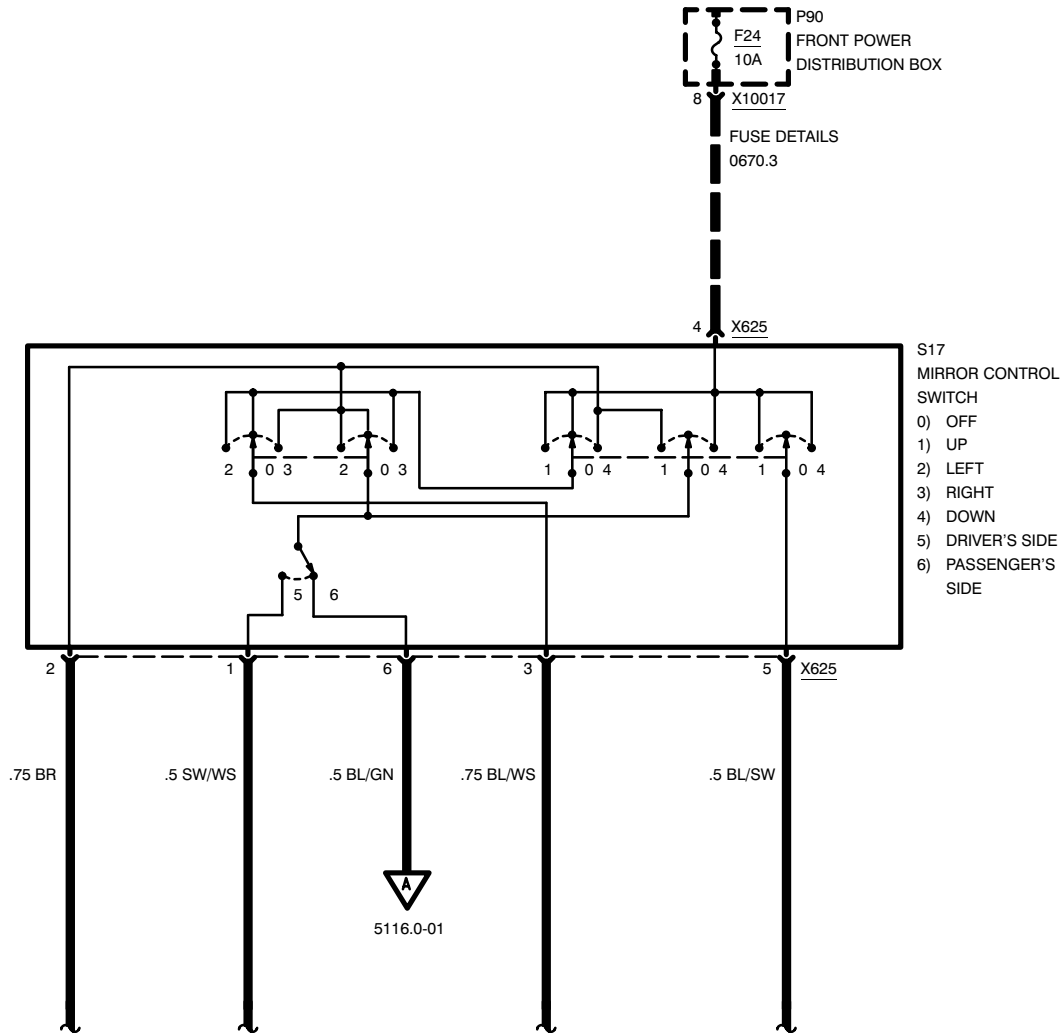 P90
F24
FRONT POWER
10A
DISTRIBUTION BOX
8 X10017
FUSE DETAILS
0670.3
4 X625
S17
MIRROR CONTROL
SWITCH
0) OFF
1) UP
2) LEFT
3) RIGHT
4) DOWN
5) DRIVER'S SIDE
6) PASSENGER'S
SIDE
2 0 3 2 0 3 1 0 4 1 0 4 1 0 4
5 6
2 1 6 3 5 X625
.75 BR .5 SW/WS .5 BL/GN .75 BL/WS .5 BL/SW
A
5116.0-01